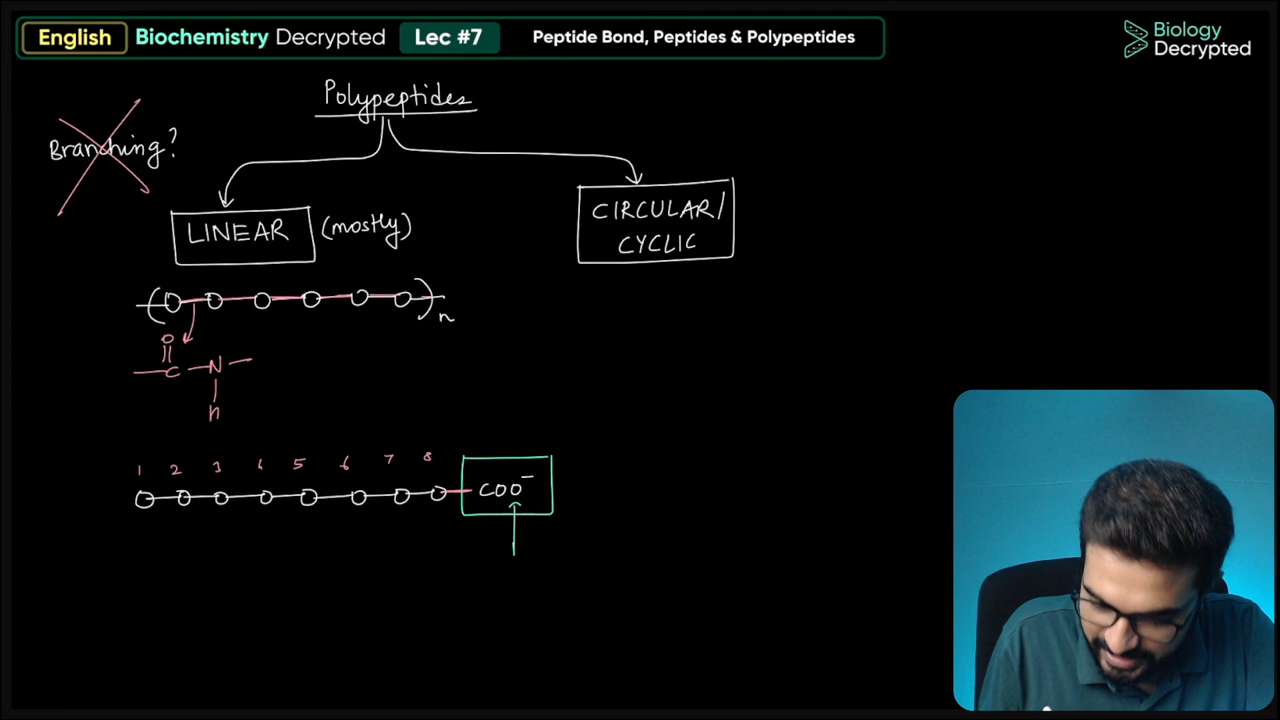 English Biochemistry Decrypted Lec #7 Peptide Bond, Peptides & Polypeptides
Biology
Decrypted
Polypeptides
Branching?
LINEAR (mostly)
CIRCULAR/
CYCLIC
n
O
C N
H
1 2 3 4 5 6 7 8
COO⁻